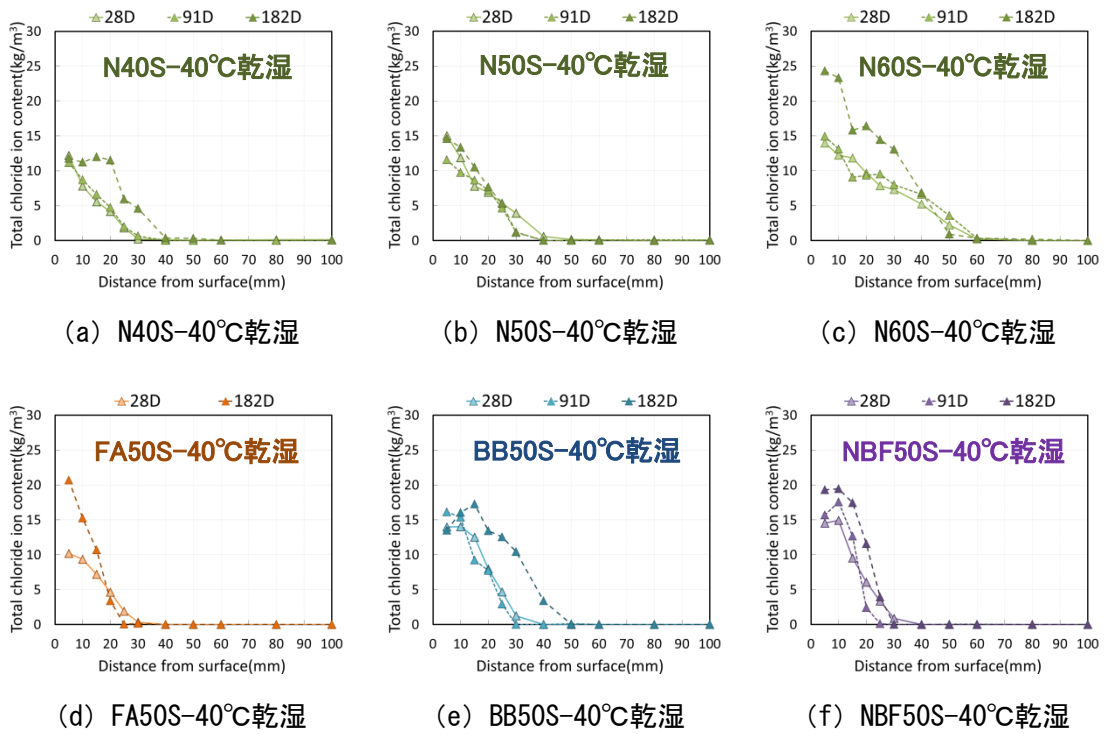 28D 91D 182D
Total chloride ion content(kg/m³)
30
25
20
15
10
5
0
N40S-40℃乾湿
0 10 20 30 40 50 60 70 80 90 100
Distance from surface(mm)
(a) N40S-40℃乾湿
28D 91D 182D
Total chloride ion content(kg/m³)
30
25
20
15
10
5
0
N50S-40℃乾湿
0 10 20 30 40 50 60 70 80 90 100
Distance from surface(mm)
(b) N50S-40℃乾湿
28D 91D 182D
Total chloride ion content(kg/m³)
30
25
20
15
10
5
0
N60S-40℃乾湿
0 10 20 30 40 50 60 70 80 90 100
Distance from surface(mm)
(c) N60S-40℃乾湿
28D 182D
Total chloride ion content(kg/m³)
30
25
20
15
10
5
0
FA50S-40℃乾湿
0 10 20 30 40 50 60 70 80 90 100
Distance from surface(mm)
(d) FA50S-40℃乾湿
28D 91D 182D
Total chloride ion content(kg/m³)
30
25
20
15
10
5
0
BB50S-40℃乾湿
0 10 20 30 40 50 60 70 80 90 100
Distance from surface(mm)
(e) BB50S-40℃乾湿
28D 91D 182D
Total chloride ion content(kg/m³)
30
25
20
15
10
5
0
NBF50S-40℃乾湿
0 10 20 30 40 50 60 70 80 90 100
Distance from surface(mm)
(f) NBF50S-40℃乾湿